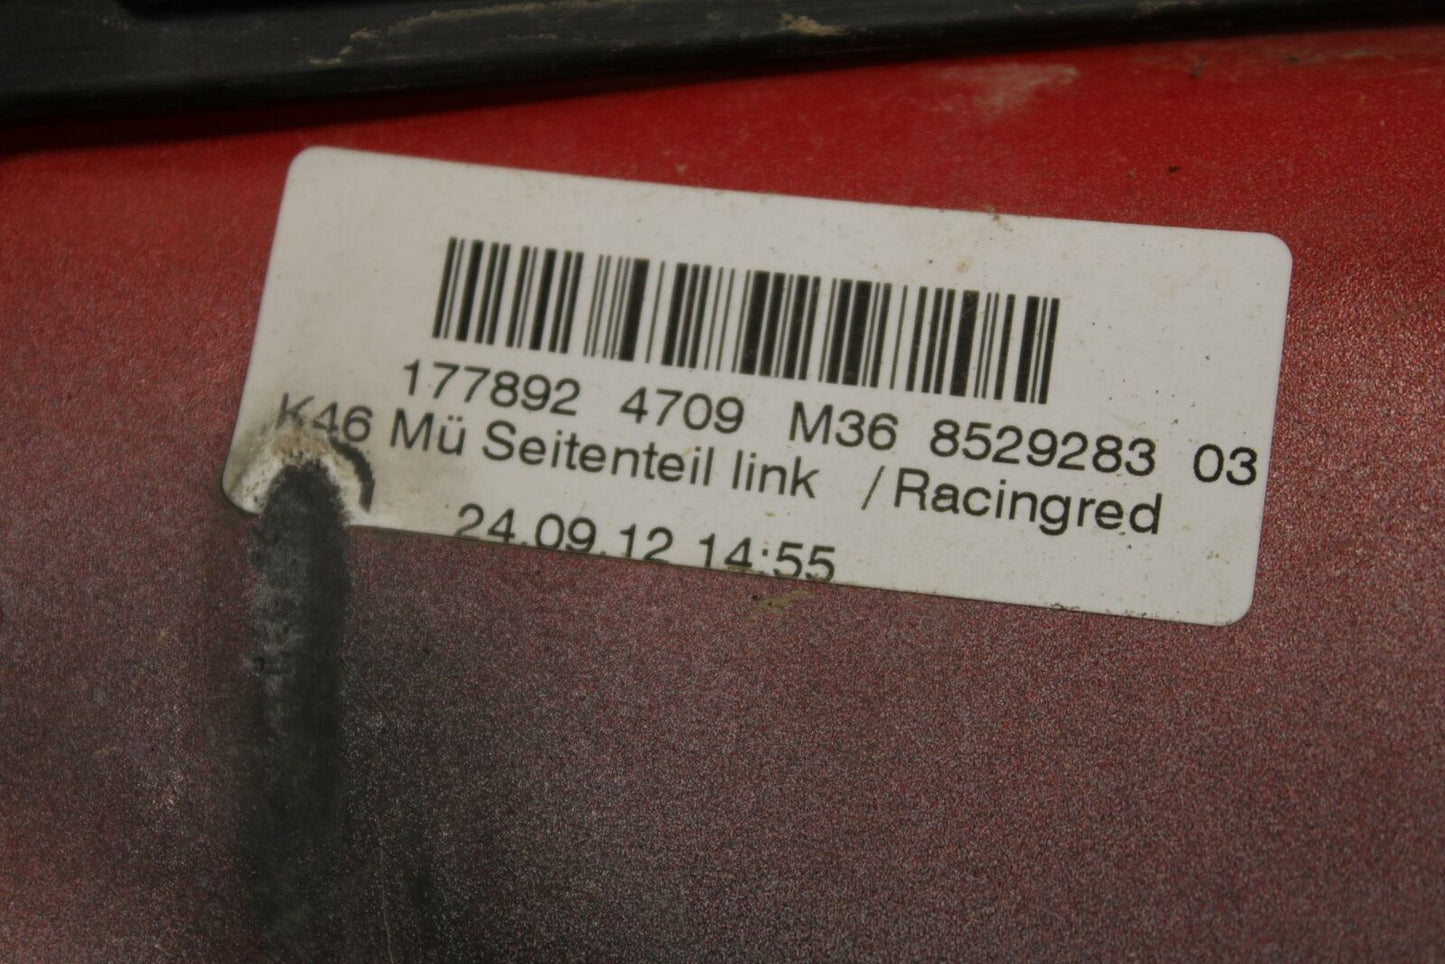 177892 4709 M36 8529283 03
K46 Mü Seitenteil link /Racingred
24.09.12 14:55